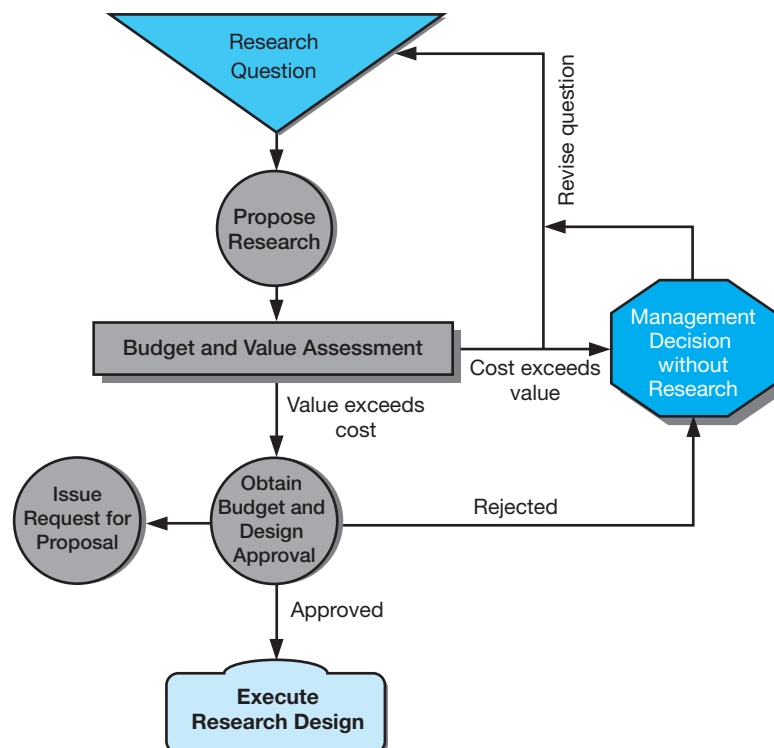 Research
Question
Revise question
Propose
Research
Management
Decision
without
Research
Budget and Value Assessment
Cost exceeds
value
Value exceeds
cost
Issue
Request for
Proposal
Obtain
Budget and
Design
Approval
Rejected
Approved
Execute
Research Design